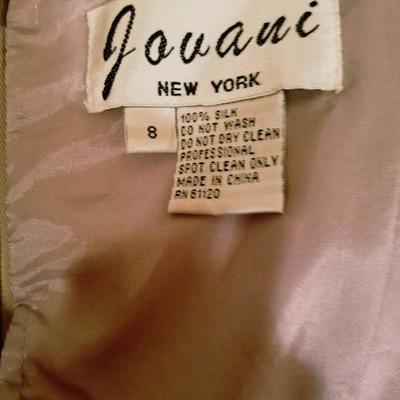 Jovani
NEW YORK
8
100% SILK
DO NOT WASH
DO NOT DRY CLEAN
PROFESSIONAL
SPOT CLEAN ONLY
MADE IN CHINA
RN 81120